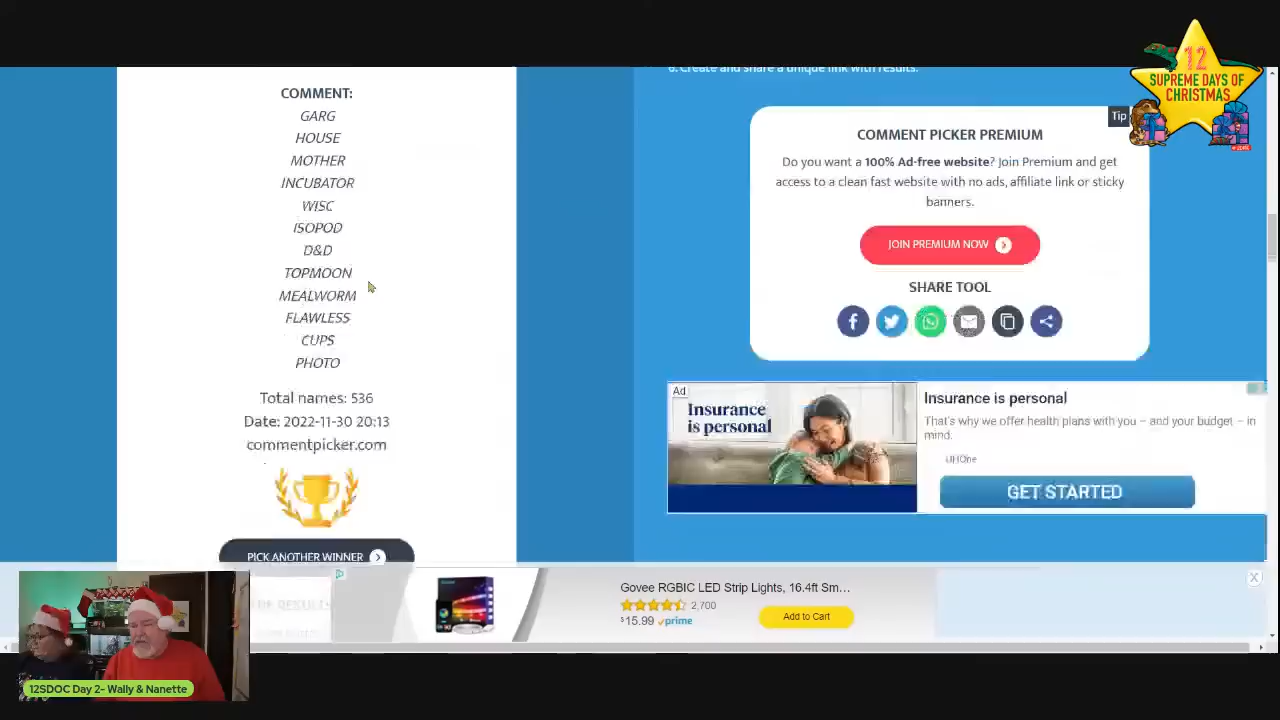 6. Create and share a unique link with results.
12
SUPREME DAYS OF
CHRISTMAS
COMMENT:
GARG
HOUSE
MOTHER
INCUBATOR
WISC
ISOPOD
D&D
TOPMOON
MEALWORM
FLAWLESS
CUPS
PHOTO
Total names: 536
Date: 2022-11-30 20:13
commentpicker.com
PICK ANOTHER WINNER
Tip
COMMENT PICKER PREMIUM
Do you want a 100% Ad-free website? Join Premium and get
access to a clean fast website with no ads, affiliate link or sticky
banners.
JOIN PREMIUM NOW
SHARE TOOL
Ad
Insurance
is personal
Insurance is personal
That's why we offer health plans with you – and your budget – in
mind.
UHOne
GET STARTED
Govee RGBIC LED Strip Lights, 16.4ft Sm...
2,700
$15.99 prime
Add to Cart
12SDOC Day 2- Wally & Nanette